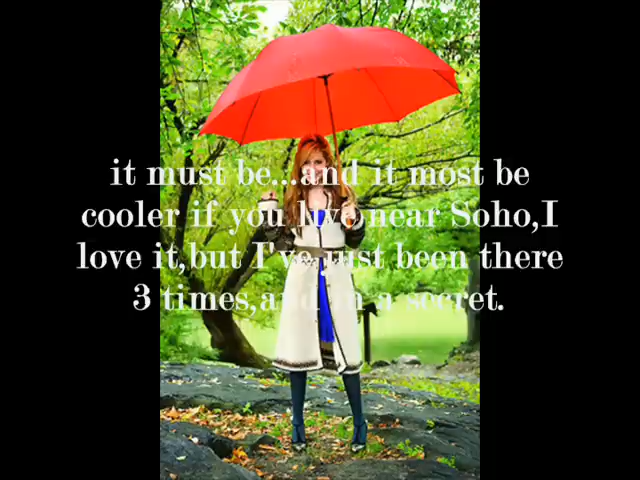 it must be...and it most be
cooler if you live near Soho,I
love it,but I've just been there
3 times,and in a secret.